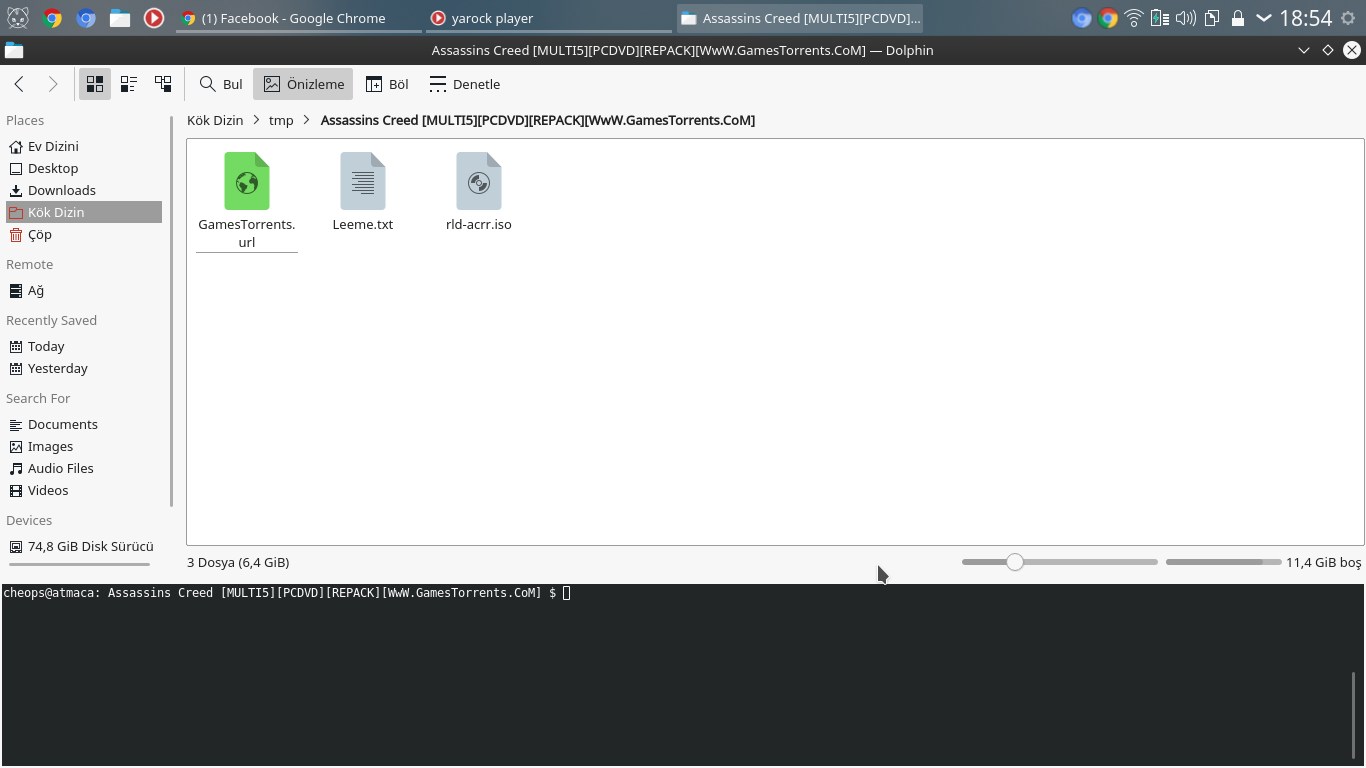 (1) Facebook - Google Chrome
yarock player
Assassins Creed [MULTI5][PCDVD]...
18:54
Assassins Creed [MULTI5][PCDVD][REPACK][WwW.GamesTorrents.CoM] — Dolphin
Bul
Önizleme
Böl
Denetle
Places
Ev Dizini
Desktop
Downloads
Kök Dizin
Çöp
Remote
Ağ
Recently Saved
Today
Yesterday
Search For
Documents
Images
Audio Files
Videos
Devices
74,8 GiB Disk Sürücü
Kök Dizin > tmp > Assassins Creed [MULTI5][PCDVD][REPACK][WwW.GamesTorrents.CoM]
GamesTorrents.
url
Leeme.txt
rld-acrr.iso
3 Dosya (6,4 GiB)
11,4 GiB boş
cheops@atmaca: Assassins Creed [MULTI5][PCDVD][REPACK][WwW.GamesTorrents.CoM] $